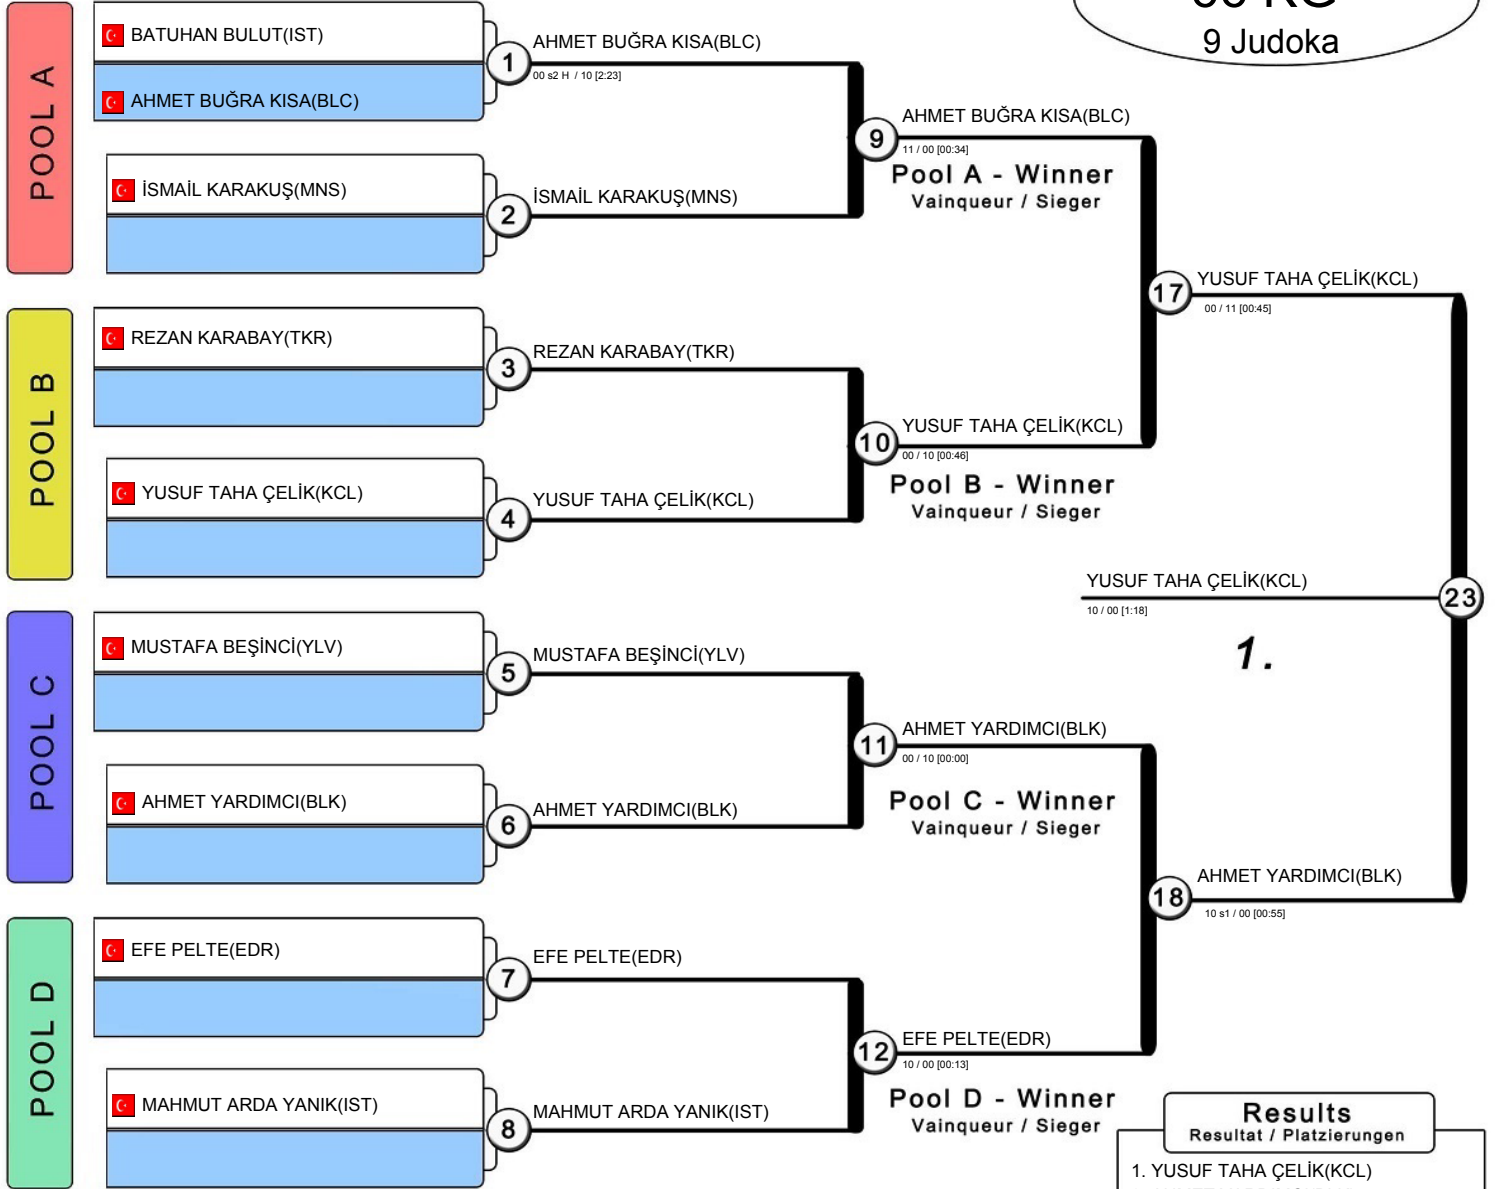 9 Judoka
POOL A
BATUHAN BULUT(IST)
AHMET BUĞRA KISA(BLC)
1
AHMET BUĞRA KISA(BLC)
00 s2 H / 10 [2:23]
İSMAİL KARAKUŞ(MNS)
2
İSMAİL KARAKUŞ(MNS)
9
AHMET BUĞRA KISA(BLC)
11 / 00 [00:34]
Pool A - Winner
Vainqueur / Sieger
POOL B
REZAN KARABAY(TKR)
3
REZAN KARABAY(TKR)
YUSUF TAHA ÇELİK(KCL)
4
YUSUF TAHA ÇELİK(KCL)
10
YUSUF TAHA ÇELİK(KCL)
00 / 10 [00:46]
Pool B - Winner
Vainqueur / Sieger
17
YUSUF TAHA ÇELİK(KCL)
00 / 11 [00:45]
YUSUF TAHA ÇELİK(KCL)
10 / 00 [1:18]
23
1.
POOL C
MUSTAFA BEŞİNCİ(YLV)
5
MUSTAFA BEŞİNCİ(YLV)
AHMET YARDIMCI(BLK)
6
AHMET YARDIMCI(BLK)
11
AHMET YARDIMCI(BLK)
00 / 10 [00:00]
Pool C - Winner
Vainqueur / Sieger
18
AHMET YARDIMCI(BLK)
10 s1 / 00 [00:55]
POOL D
EFE PELTE(EDR)
7
EFE PELTE(EDR)
MAHMUT ARDA YANIK(IST)
8
MAHMUT ARDA YANIK(IST)
12
EFE PELTE(EDR)
10 / 00 [00:13]
Pool D - Winner
Vainqueur / Sieger
Results
Resultat / Platzierungen
1. YUSUF TAHA ÇELİK(KCL)